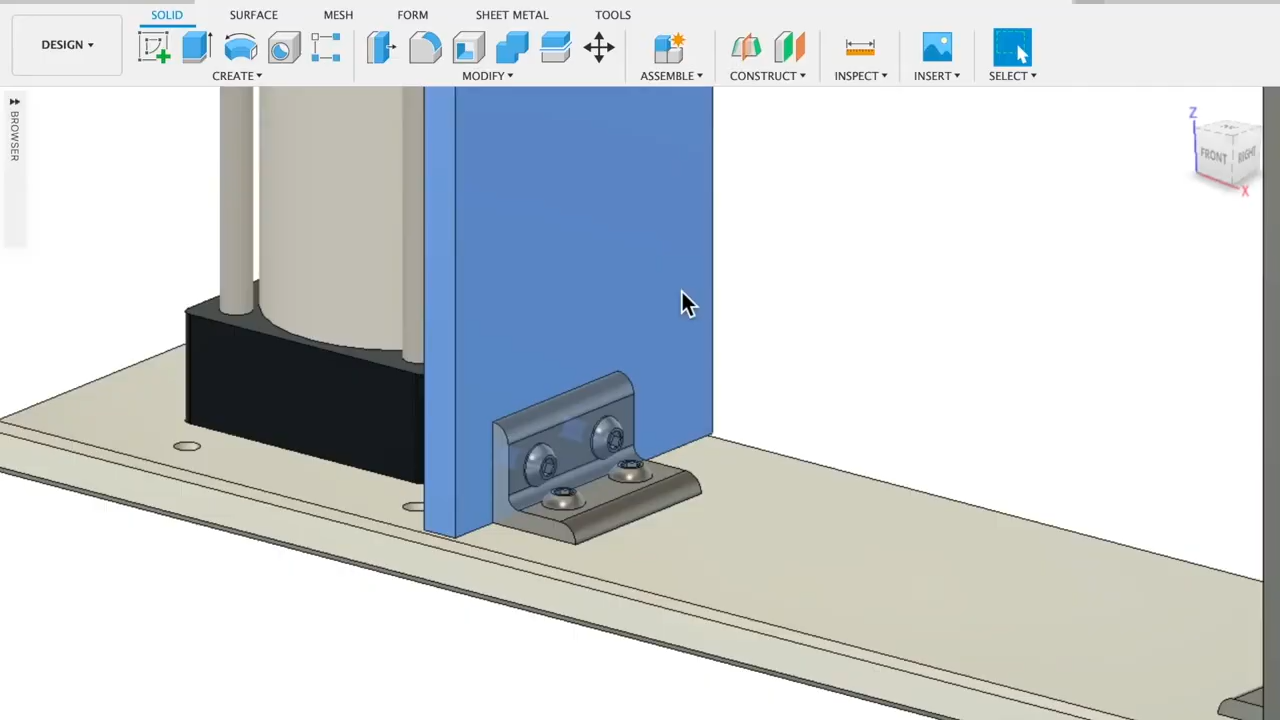 SOLID SURFACE MESH FORM SHEET METAL TOOLS
DESIGN
CREATE MODIFY ASSEMBLE CONSTRUCT INSPECT INSERT SELECT
BROWSER
Z
FRONT RIGHT
X